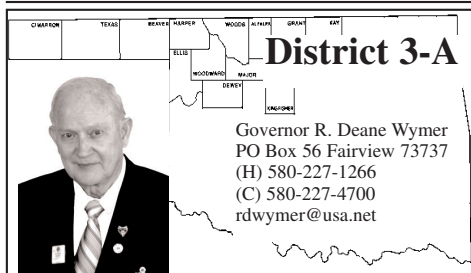 CIMARRON TEXAS BEAVER HARPER WOODS ALFALFA GRANT KAY
ELLIS
District 3-A
WOODWARD MAJOR
DEWEY
KINGFISHER
Governor R. Deane Wymer
PO Box 56 Fairview 73737
(H) 580-227-1266
(C) 580-227-4700
rdwymer@usa.net